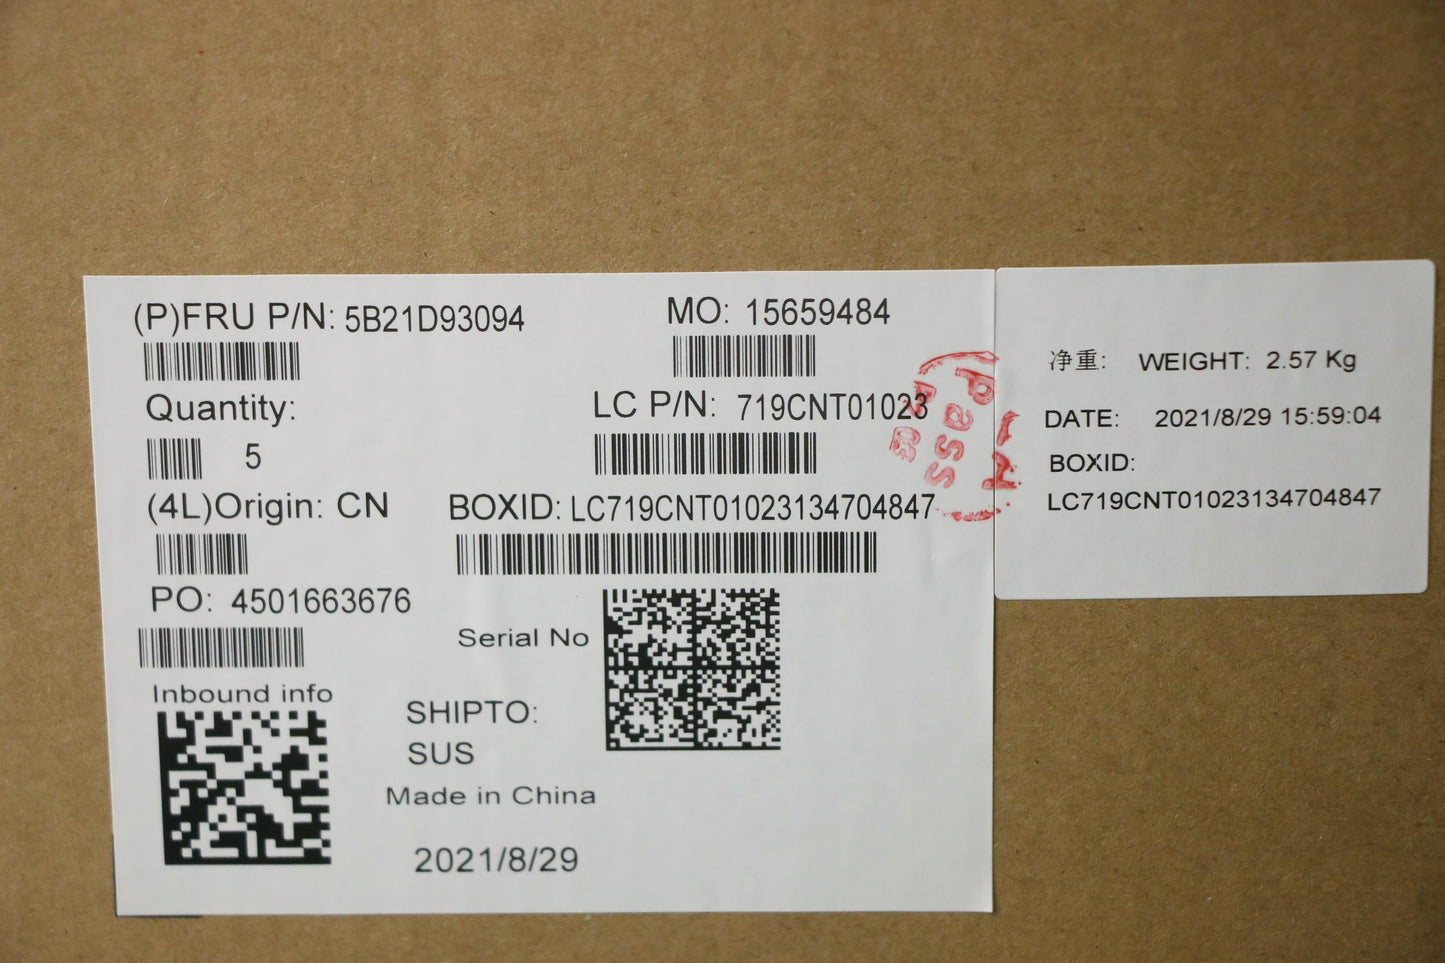 (P)FRU P/N: 5B21D93094
MO: 15659484
Quantity:
5
LC P/N: 719CNT01023
(4L)Origin: CN
BOXID: LC719CNT01023134704847
PO: 4501663676
Serial No
Inbound info
SHIPTO:
SUS
Made in China
2021/8/29
Pass
净重: WEIGHT: 2.57 Kg
DATE: 2021/8/29 15:59:04
BOXID:
LC719CNT01023134704847